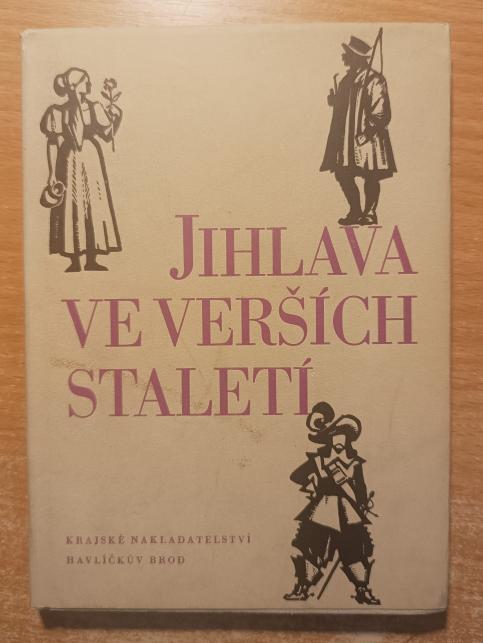 JIHLAVA
VE VERŠÍCH
STALETÍ
KRAJSKÉ NAKLADATELSTVÍ
HAVLÍČKŮV BROD